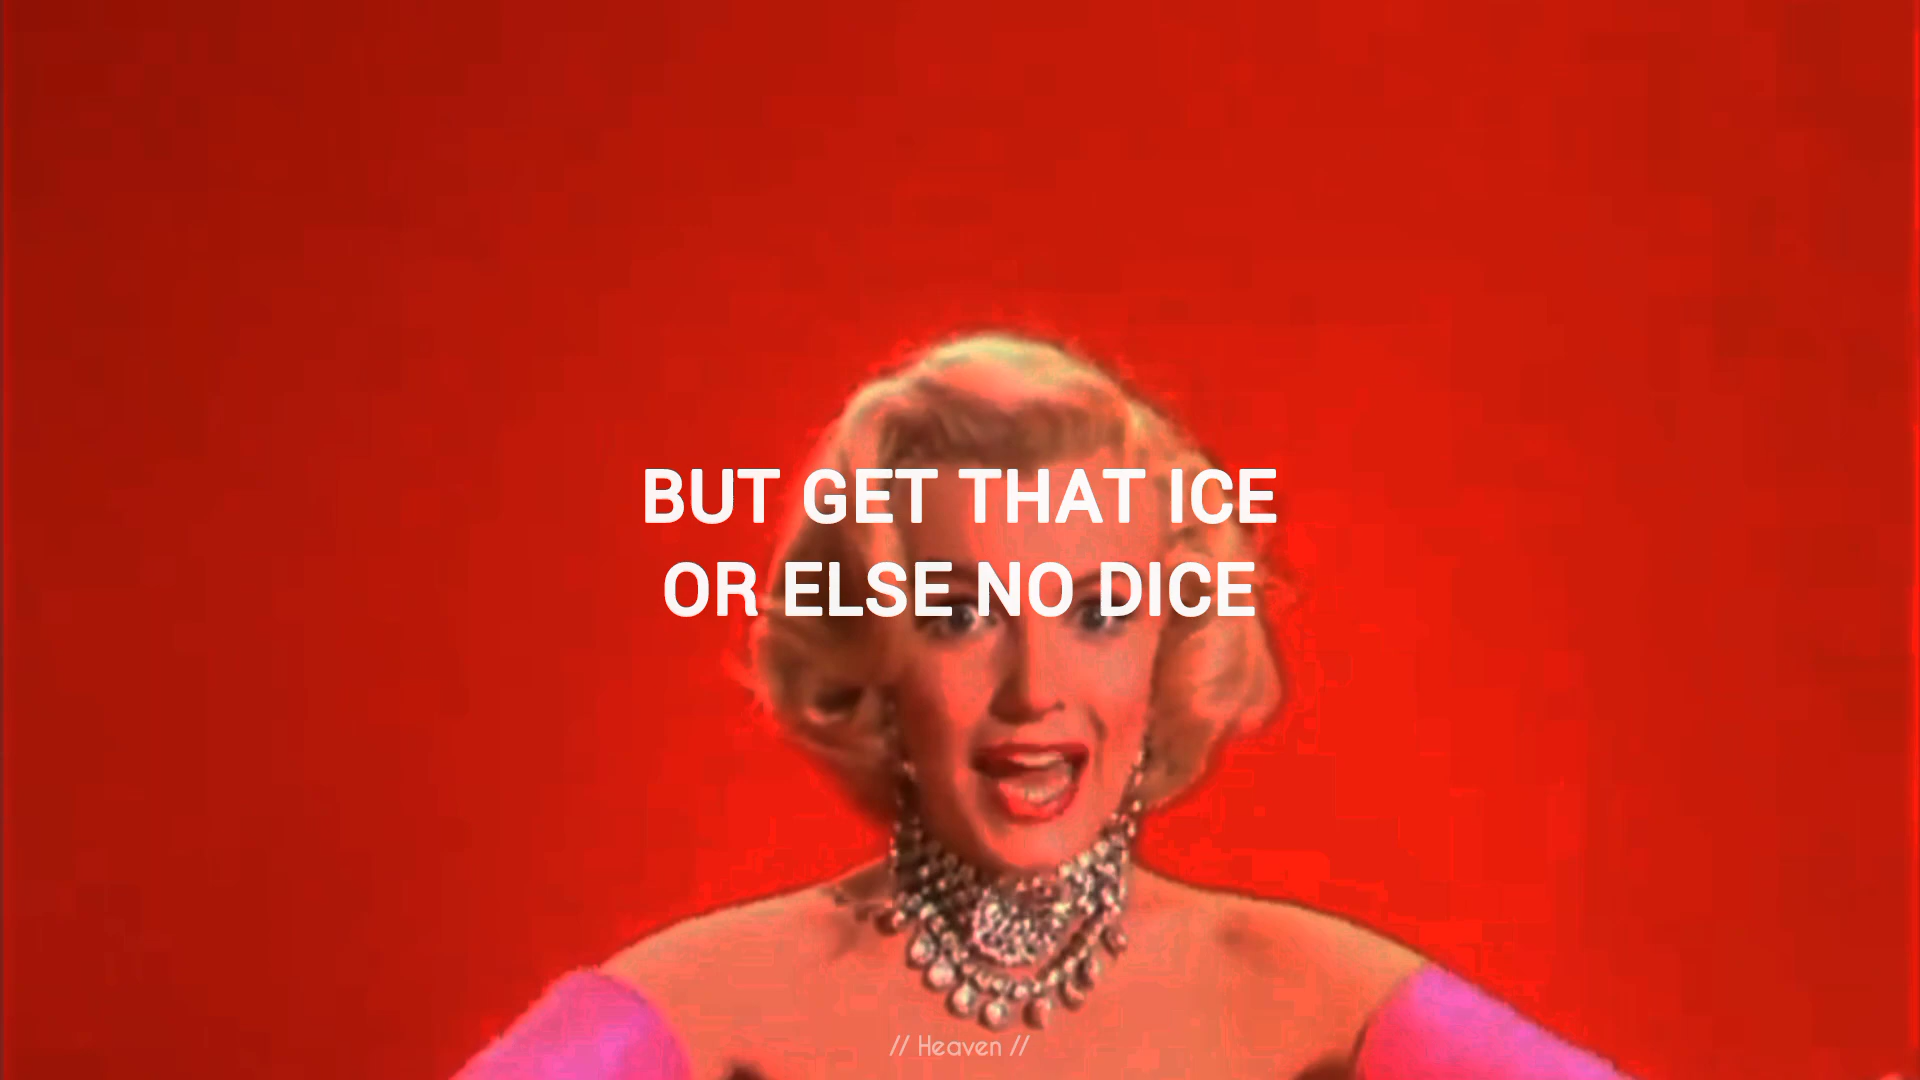 BUT GET THAT ICE
OR ELSE NO DICE
// Heaven //